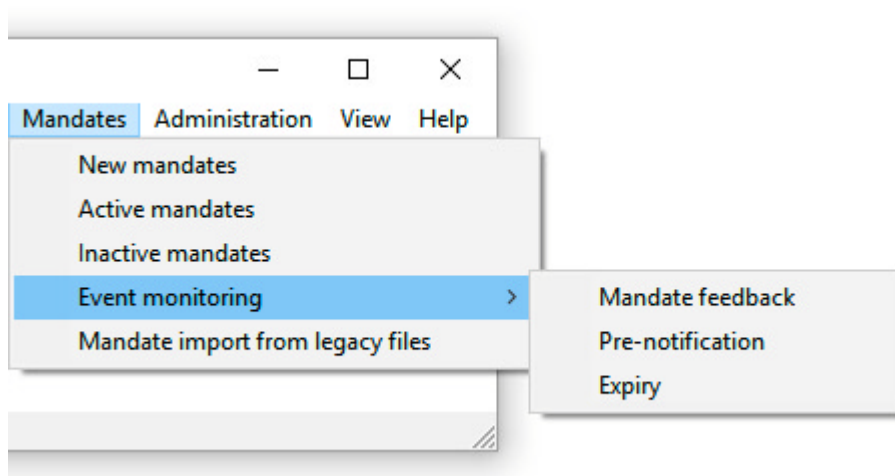 Mandates Administration View Help
New mandates
Active mandates
Inactive mandates
Event monitoring
Mandate import from legacy files
Mandate feedback
Pre-notification
Expiry